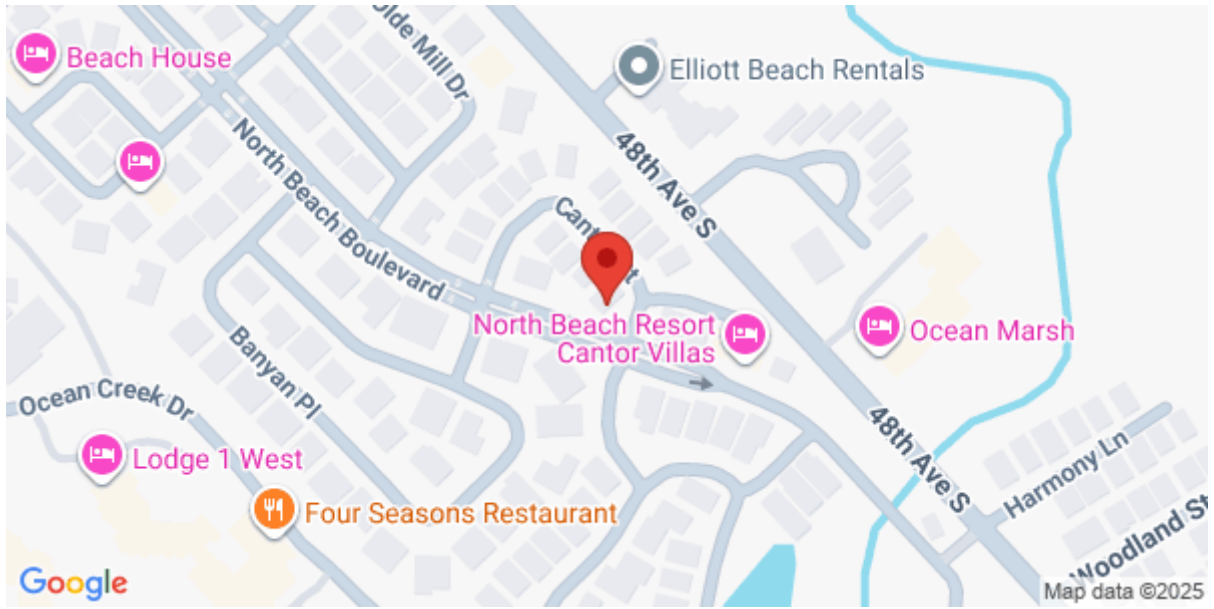 Beach House
Olde Mill Dr
Elliott Beach Rentals
North Beach Boulevard
48th Ave S
North Beach Resort
Cantor Villas
Ocean Marsh
Banyan Pl
Ocean Creek Dr
48th Ave S
Harmony Ln
Lodge 1 West
Four Seasons Restaurant
Woodland St
Google
Map data ©2025